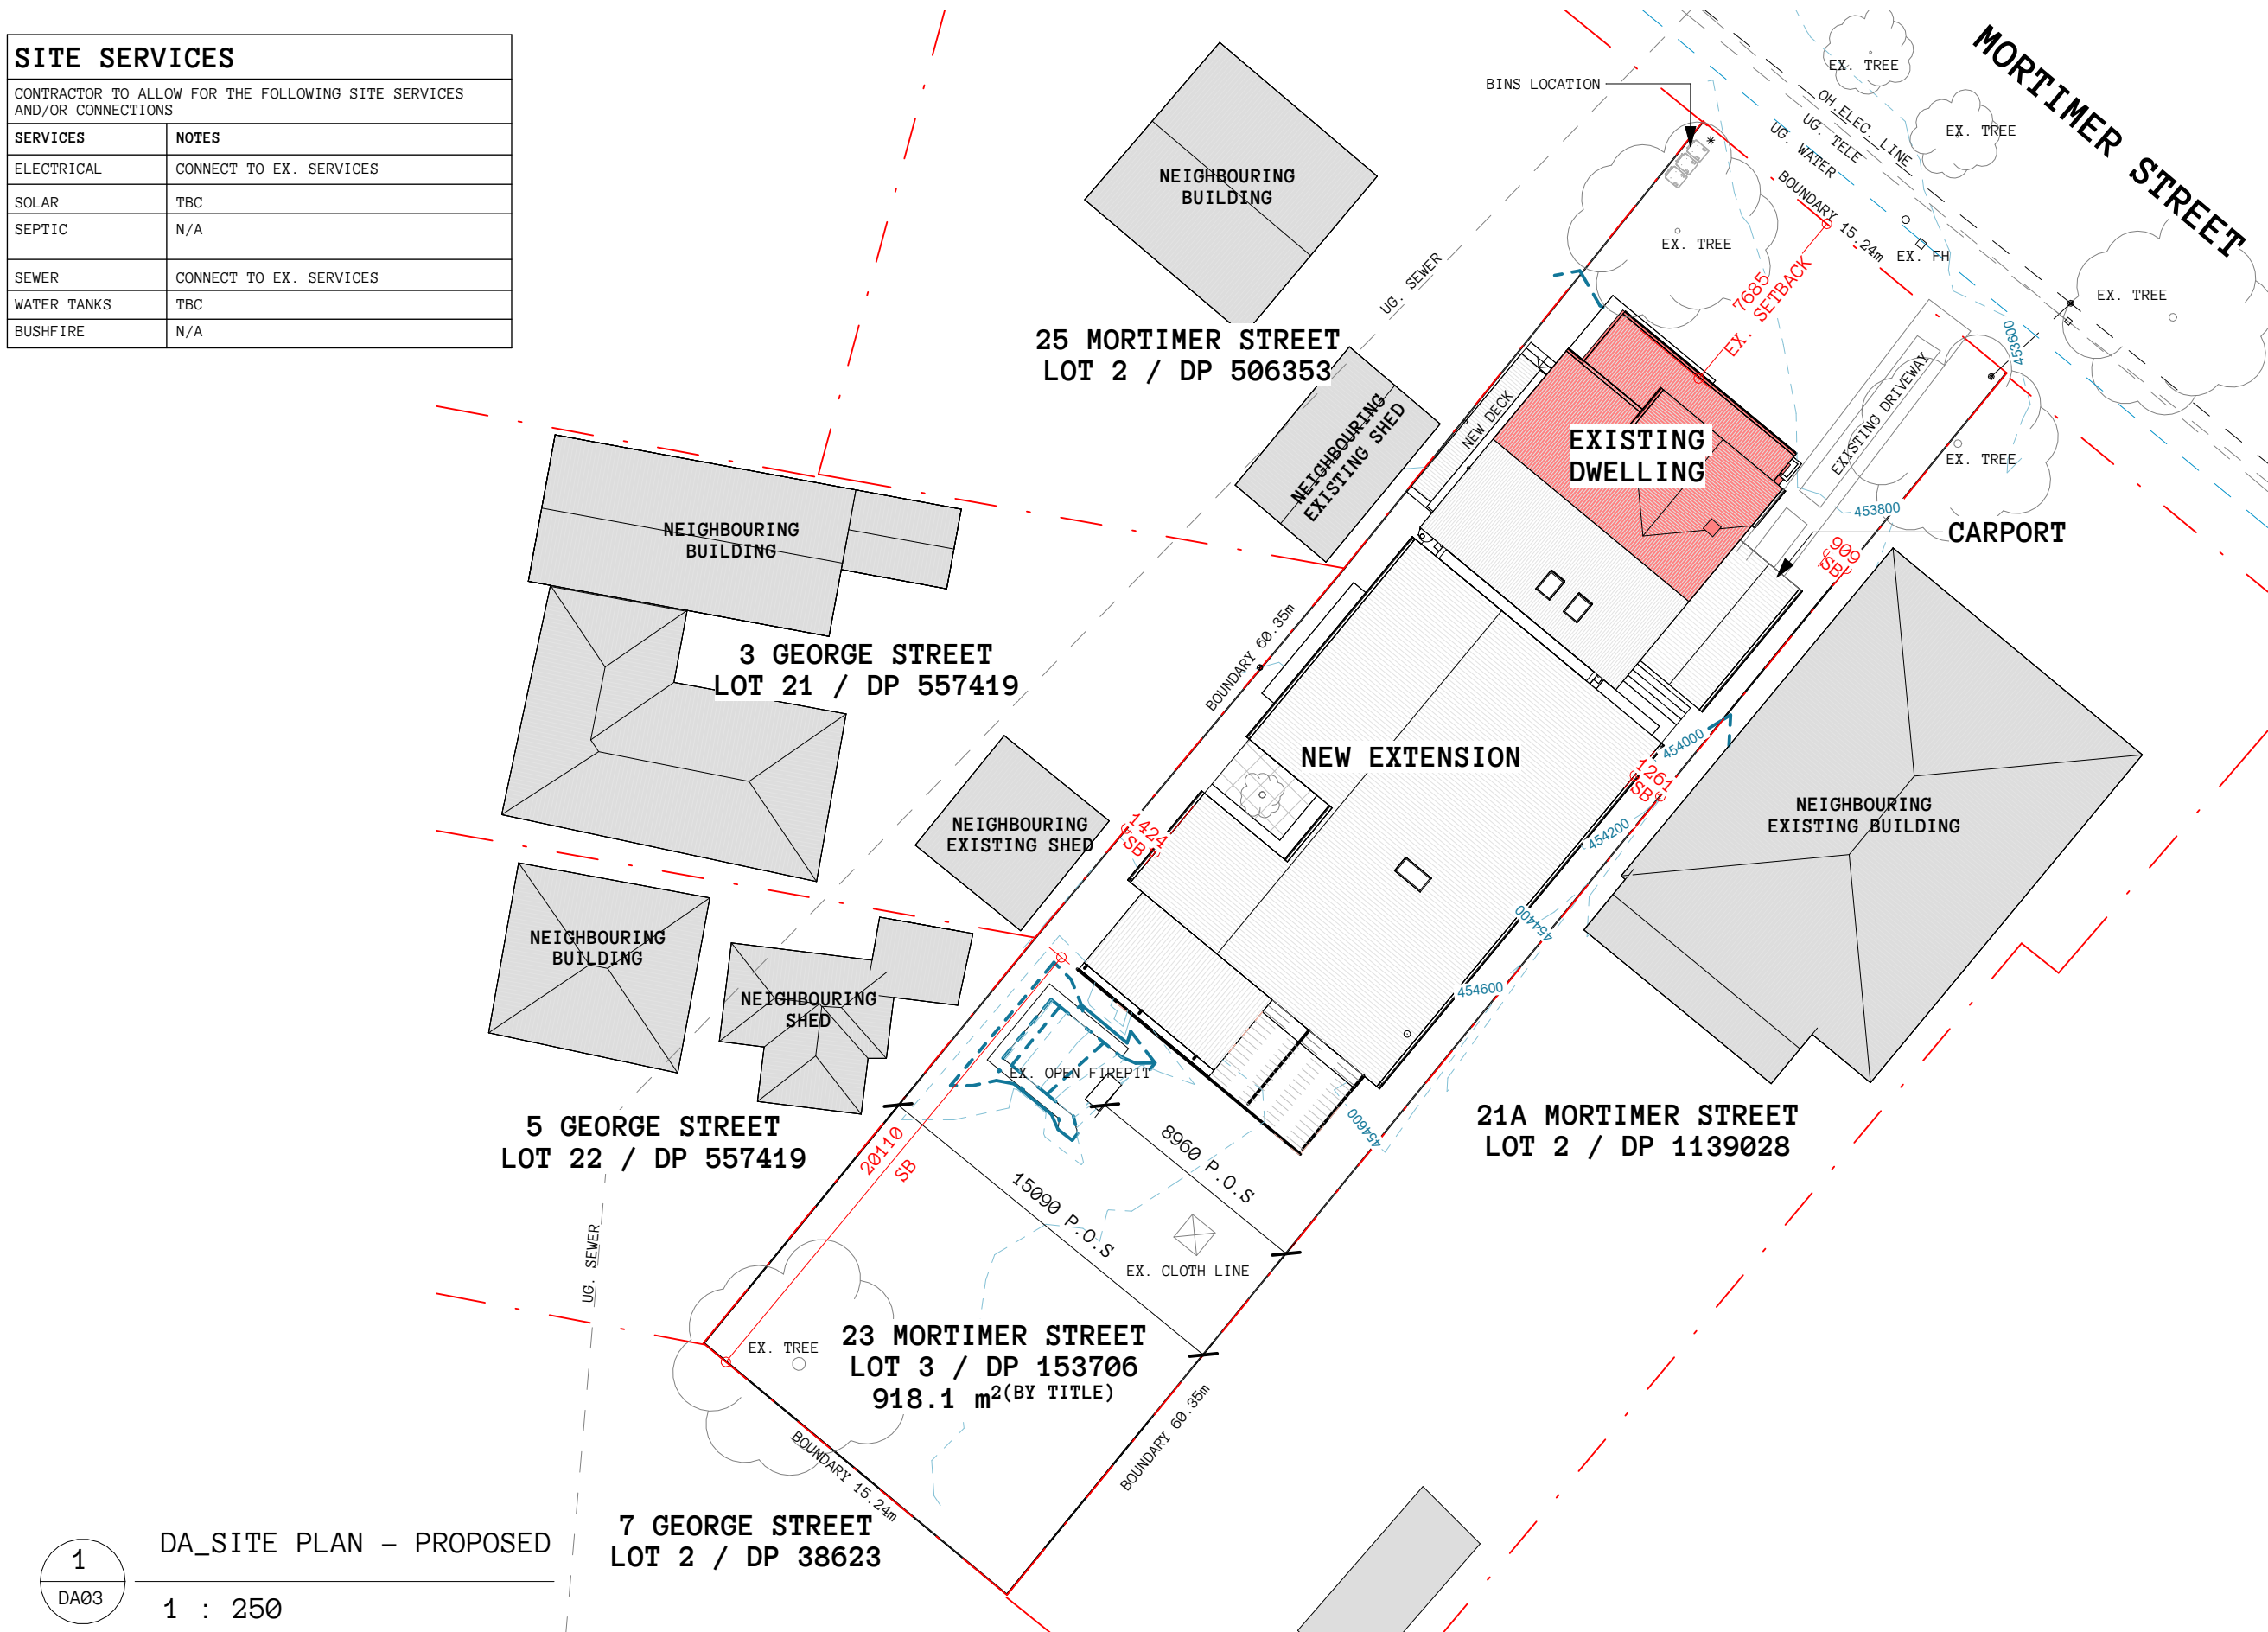 SITE SERVICES
CONTRACTOR TO ALLOW FOR THE FOLLOWING SITE SERVICES
AND/OR CONNECTIONS
SERVICES NOTES
ELECTRICAL CONNECT TO EX. SERVICES
SOLAR TBC
SEPTIC N/A
SEWER CONNECT TO EX. SERVICES
WATER TANKS TBC
BUSHFIRE N/A
MORTIMER STREET
EX. TREE
EX. TREE
EX. TREE
EX. TREE
EX. TREE
OH.ELEC. LINE
UG. TELE
UG. WATER
BOUNDARY 15.24m
EX. FH
BINS LOCATION
7685
EX. SETBACK
453600
NEIGHBOURING
BUILDING
UG. SEWER
25 MORTIMER STREET
LOT 2 / DP 506353
NEIGHBOURING
EXISTING SHED
NEW DECK
EXISTING
DWELLING
EXISTING DRIVEWAY
453800
CARPORT
909
SB
NEIGHBOURING
BUILDING
3 GEORGE STREET
LOT 21 / DP 557419
BOUNDARY 60.35m
NEW EXTENSION
454000
1261
SB
454200
NEIGHBOURING
EXISTING BUILDING
NEIGHBOURING
EXISTING SHED
1424
SB
454400
454600
NEIGHBOURING
BUILDING
NEIGHBOURING
SHED
EX. OPEN FIREPIT
454600
5 GEORGE STREET
LOT 22 / DP 557419
21A MORTIMER STREET
LOT 2 / DP 1139028
20110
SB
8960 P.O.S
15090 P.O.S
EX. CLOTH LINE
UG. SEWER
EX. TREE
23 MORTIMER STREET
LOT 3 / DP 153706
918.1 m2(BY TITLE)
BOUNDARY 15.24m
BOUNDARY 60.35m
7 GEORGE STREET
LOT 2 / DP 38623
1
DA03
DA_SITE PLAN – PROPOSED
1 : 250